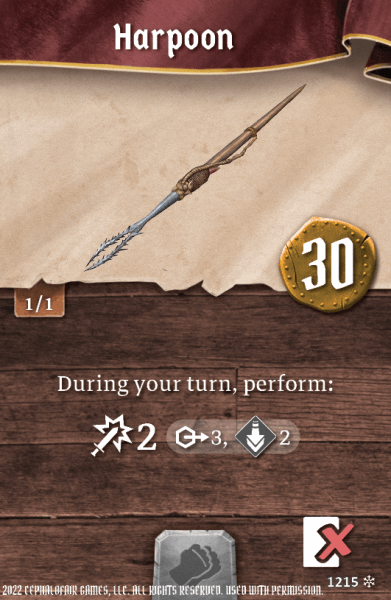 Harpoon
30
1/1
During your turn, perform:
2 3, 2
1215
2022 CEPHALOFAIR GAMES, LLC. ALL RIGHTS RESERVED. USED WITH PERMISSION.